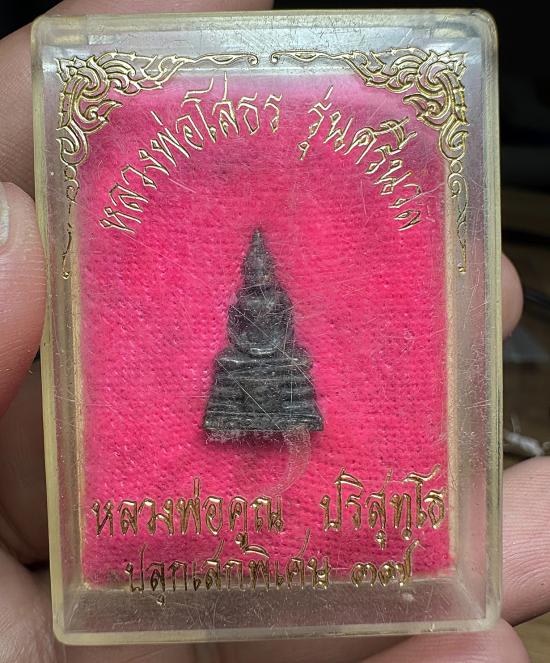 หลวงพ่อโสธร รุ่นศรีนวล
หลวงพ่อคูณ ปริสุทฺโธ
ปลุกเสกพิเศษ ๓๗